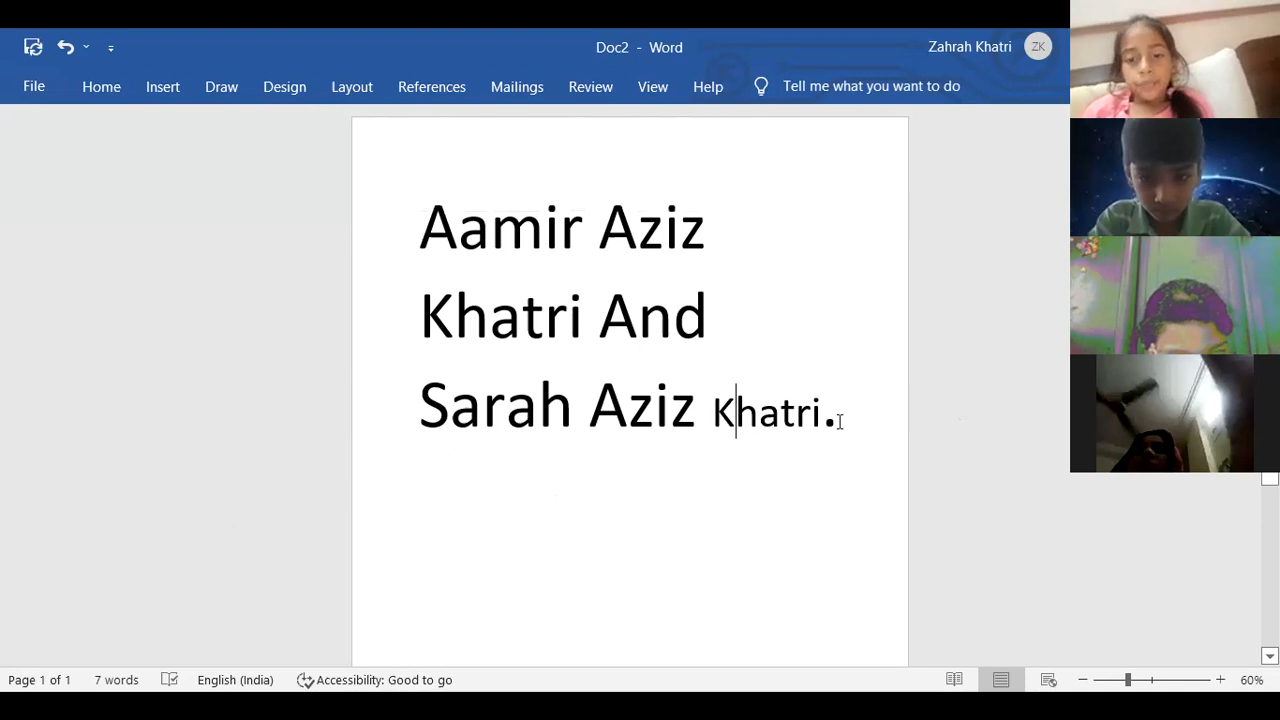 Doc2 - Word
Zahrah Khatri ZK
File Home Insert Draw Design Layout References Mailings Review View Help Tell me what you want to do
Aamir Aziz
Khatri And
Sarah Aziz Khatri.
Page 1 of 1 7 words English (India) Accessibility: Good to go 60%